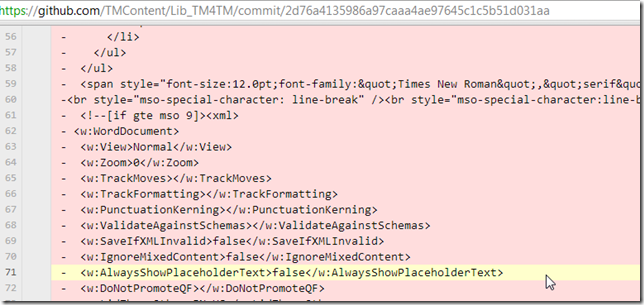 https://github.com/TMContent/Lib_TM4TM/commit/2d76a4135986a97caaa4ae97645c1c5b51d031aa
56 - </li>
57 - </ul>
58 - </ul>
59 - <span style="font-size:12.0pt;font-family:&quot;Times New Roman&quot;,&quot;serif&quo
60 -<br style="mso-special-character: line-break" /><br style="mso-special-character:line-b
61 - <!--[if gte mso 9]><xml>
62 - <w:WordDocument>
63 - <w:View>Normal</w:View>
64 - <w:Zoom>0</w:Zoom>
65 - <w:TrackMoves></w:TrackMoves>
66 - <w:TrackFormatting></w:TrackFormatting>
67 - <w:PunctuationKerning></w:PunctuationKerning>
68 - <w:ValidateAgainstSchemas></w:ValidateAgainstSchemas>
69 - <w:SaveIfXMLInvalid>false</w:SaveIfXMLInvalid>
70 - <w:IgnoreMixedContent>false</w:IgnoreMixedContent>
71 - <w:AlwaysShowPlaceholderText>false</w:AlwaysShowPlaceholderText>
72 - <w:DoNotPromoteQF></w:DoNotPromoteQF>